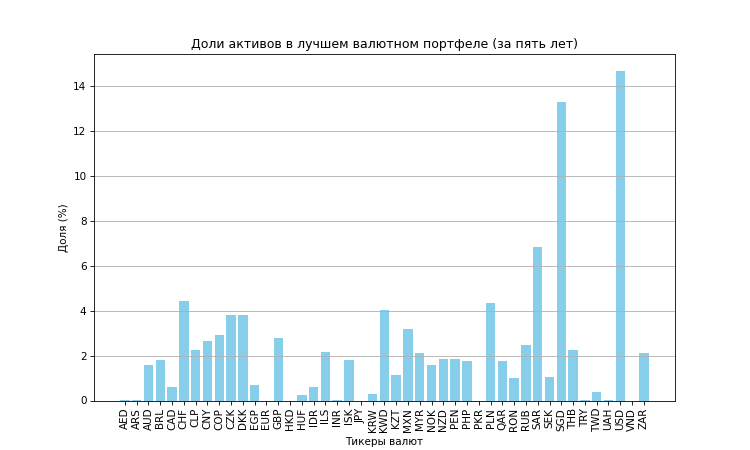 Доли активов в лучшем валютном портфеле (за пять лет)
Доля (%)
14
12
10
8
6
4
2
0
AED ARS AUD BRL CAD CHF CLP CNY COP CZK DKK EGP EUR GBP HKD HUF IDR ILS INR ISK JPY KRW KWD KZT MXN MYR NOK NZD PEN PHP PKR PLN QAR RON RUB SAR SEK SGD THB TRY TWD UAH USD VND ZAR
Тикеры валют